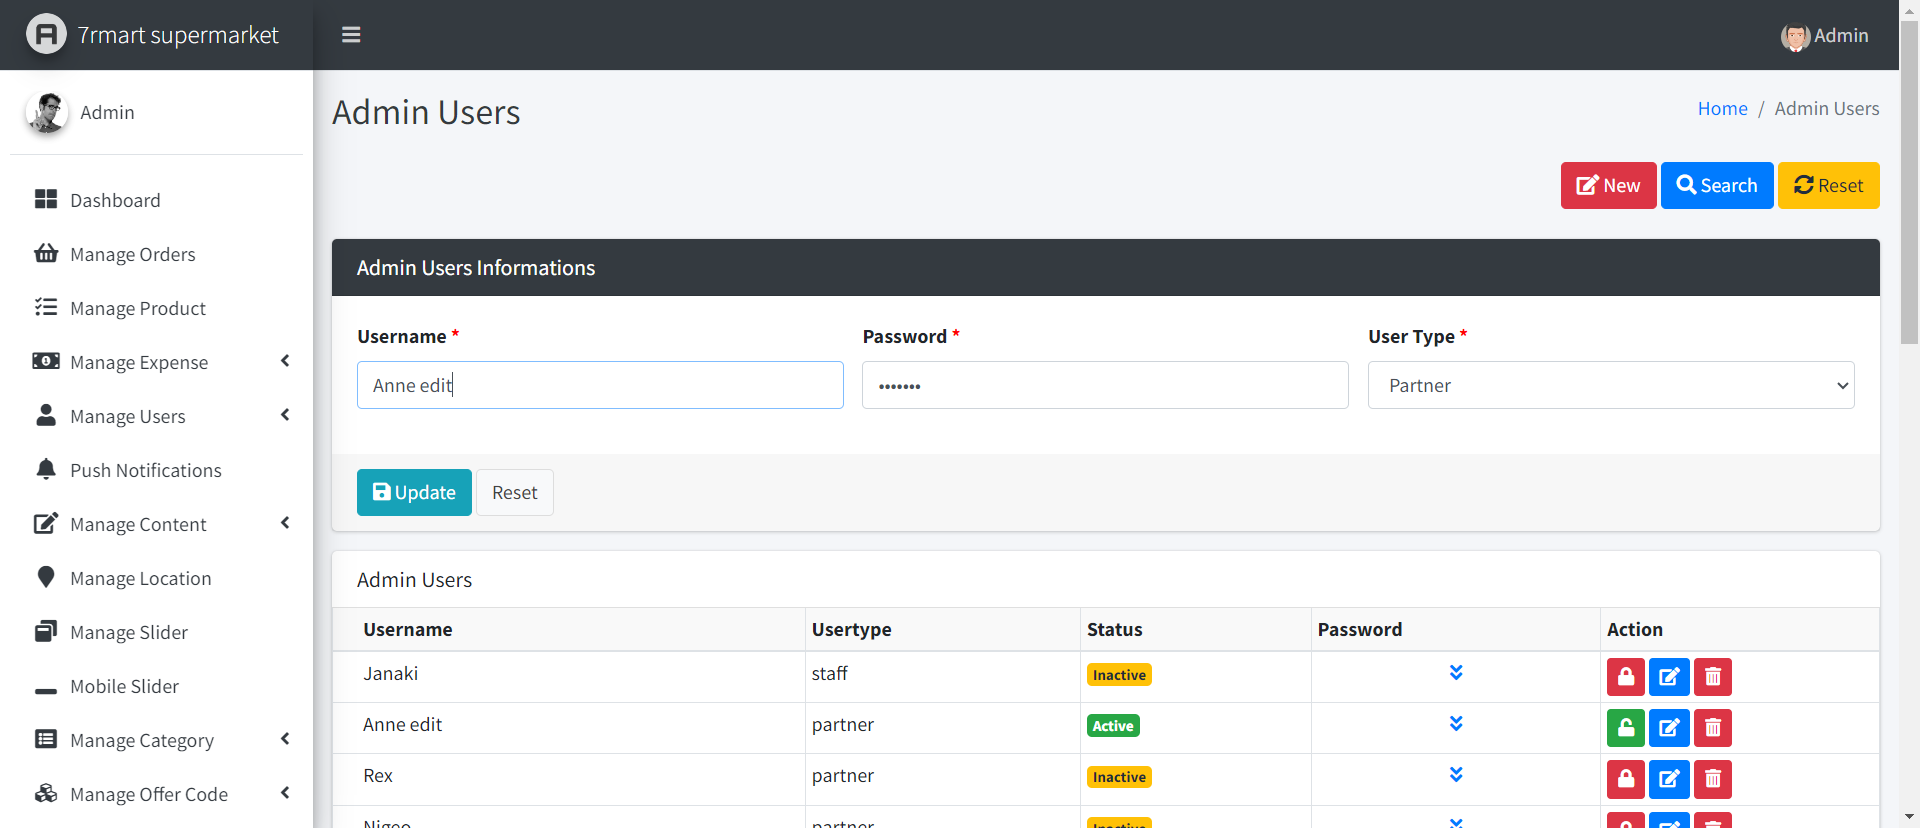 7rmart supermarket
Admin
Admin
Dashboard
Manage Orders
Manage Product
Manage Expense
Manage Users
Push Notifications
Manage Content
Manage Location
Manage Slider
Mobile Slider
Manage Category
Manage Offer Code
Admin Users
Home / Admin Users
New Search Reset
Admin Users Informations
Username * Password * User Type *
Anne edit ••••••• Partner
Update Reset
Admin Users
Username Usertype Status Password Action
Janaki staff Inactive
Anne edit partner Active
Rex partner Inactive
Nigeo partner Inactive